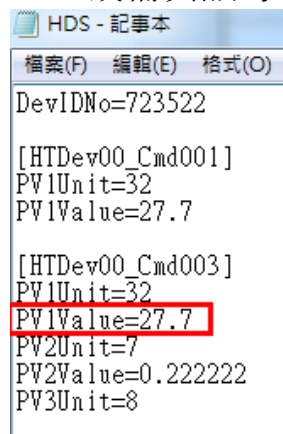 HDS - 記事本
檔案(F) 編輯(E) 格式(O)
DevIDNo=723522
[HTDev00_Cmd001]
PV1Unit=32
PV1Value=27.7
[HTDev00_Cmd003]
PV1Unit=32
PV1Value=27.7
PV2Unit=7
PV2Value=0.222222
PV3Unit=8